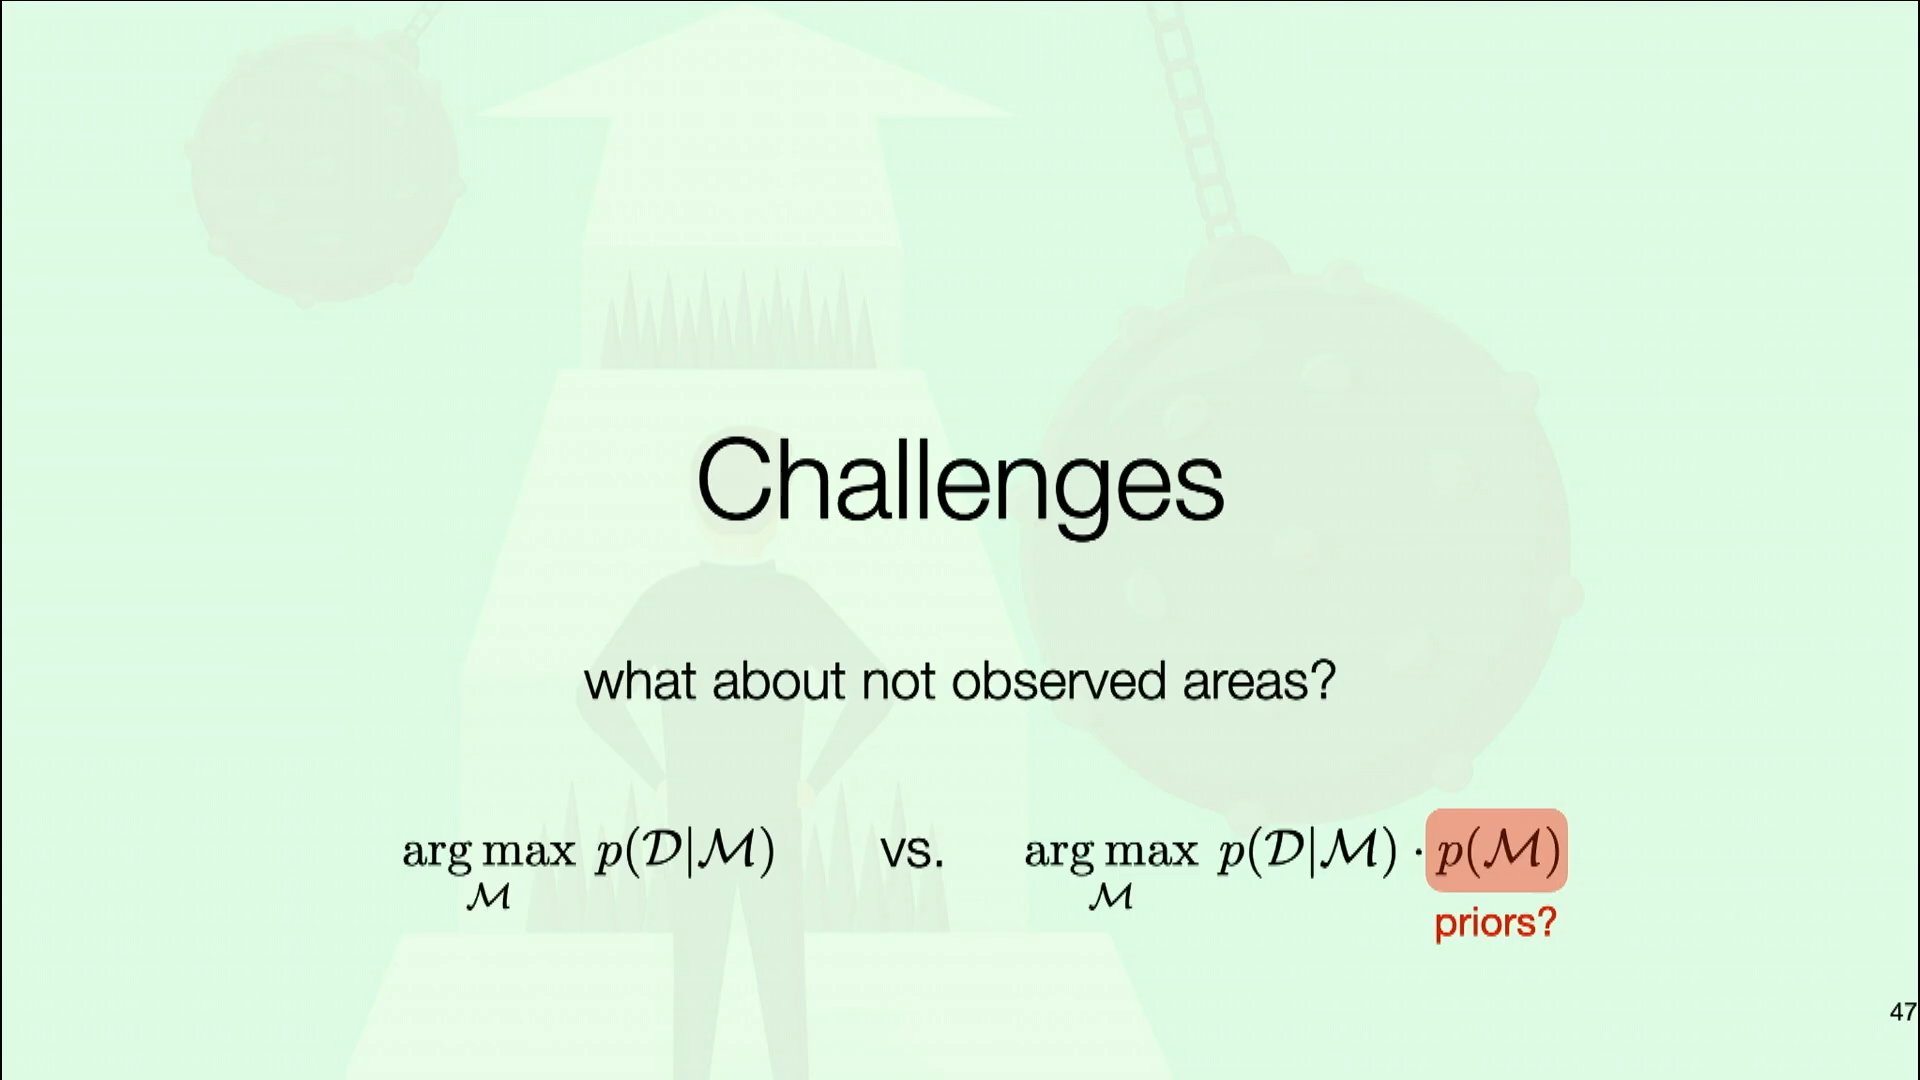 Challenges
what about not observed areas?
arg max p(𝒟|ℳ) vs. arg max p(𝒟|ℳ) · p(ℳ)
ℳ ℳ
priors?
47